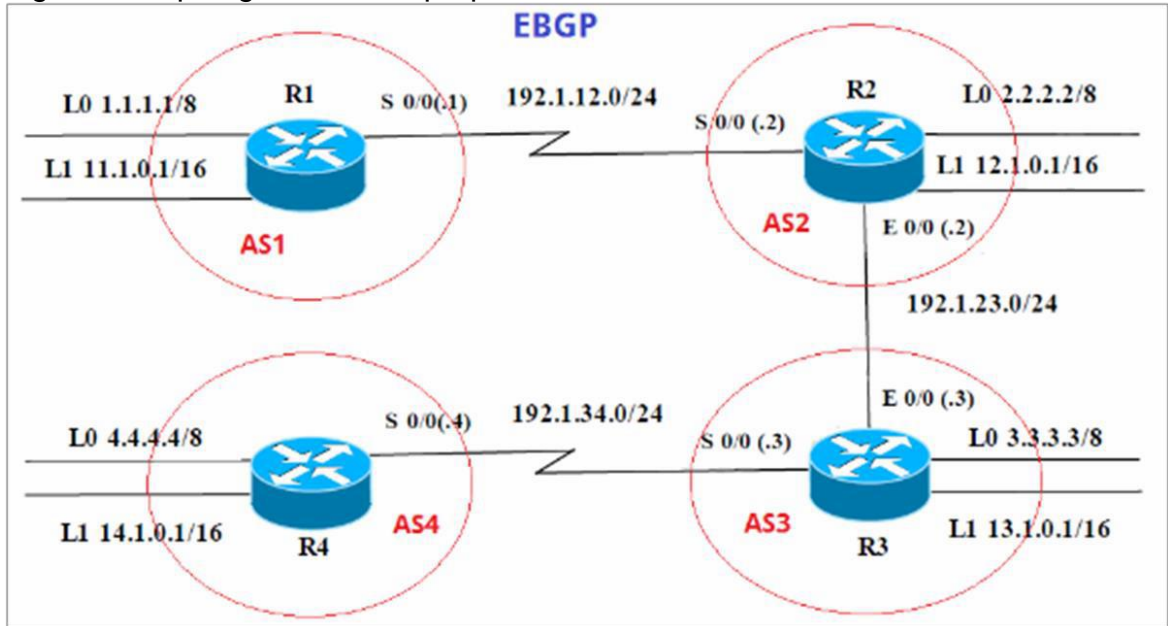 EBGP
R1
L0 1.1.1.1/8
S 0/0(.1)
192.1.12.0/24
R2
L0 2.2.2.2/8
S 0/0 (.2)
L1 11.1.0.1/16
L1 12.1.0.1/16
AS1
AS2
E 0/0 (.2)
192.1.23.0/24
E 0/0 (.3)
S 0/0(.4)
192.1.34.0/24
L0 4.4.4.4/8
S 0/0 (.3)
L0 3.3.3.3/8
L1 14.1.0.1/16
R4
AS4
AS3
R3
L1 13.1.0.1/16